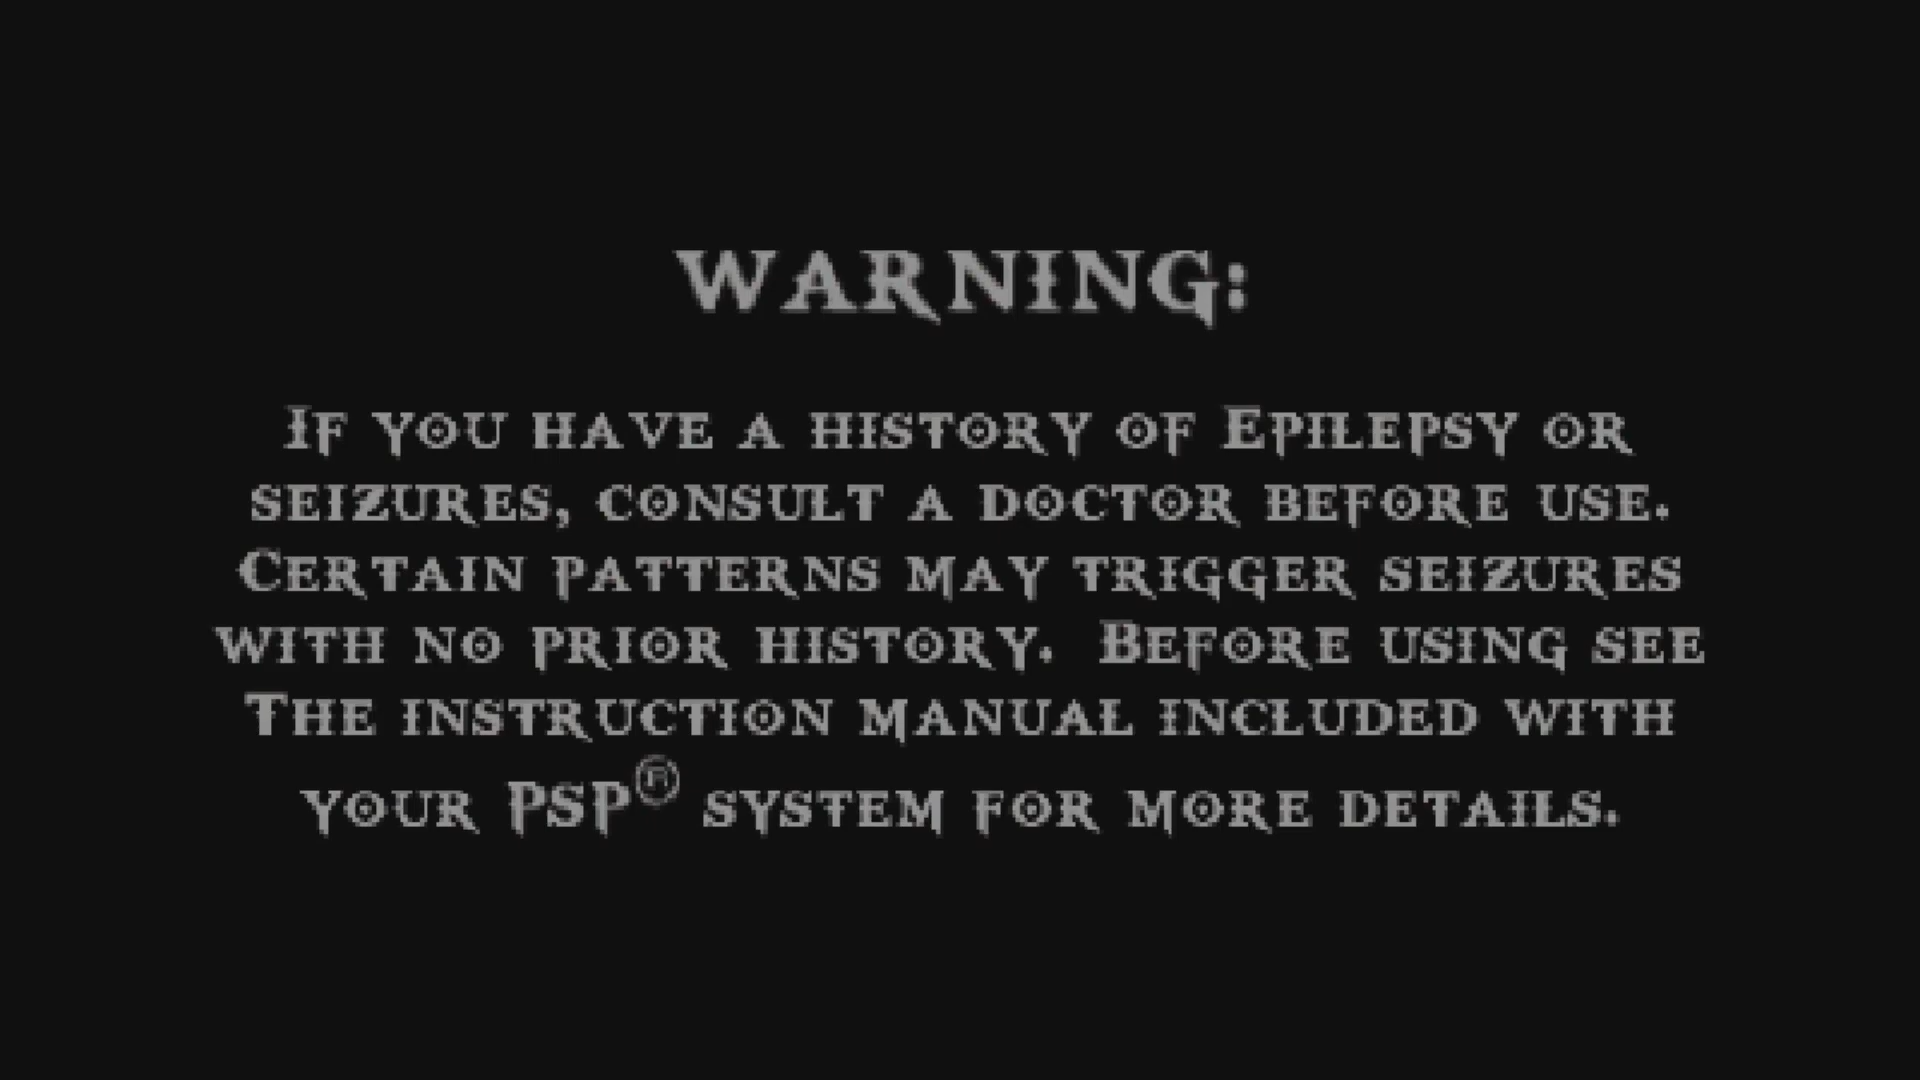 WARNING:
If you have a history of Epilepsy or
seizures, consult a doctor before use.
Certain patterns may trigger seizures
with no prior history. Before using see
The instruction manual included with
your PSP® system for more details.